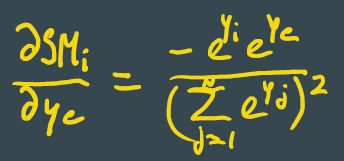 ∂SM_i / ∂y_c = - e^{y_i} e^{y_c} / (∑_{j=1}^{n} e^{y_j})^2